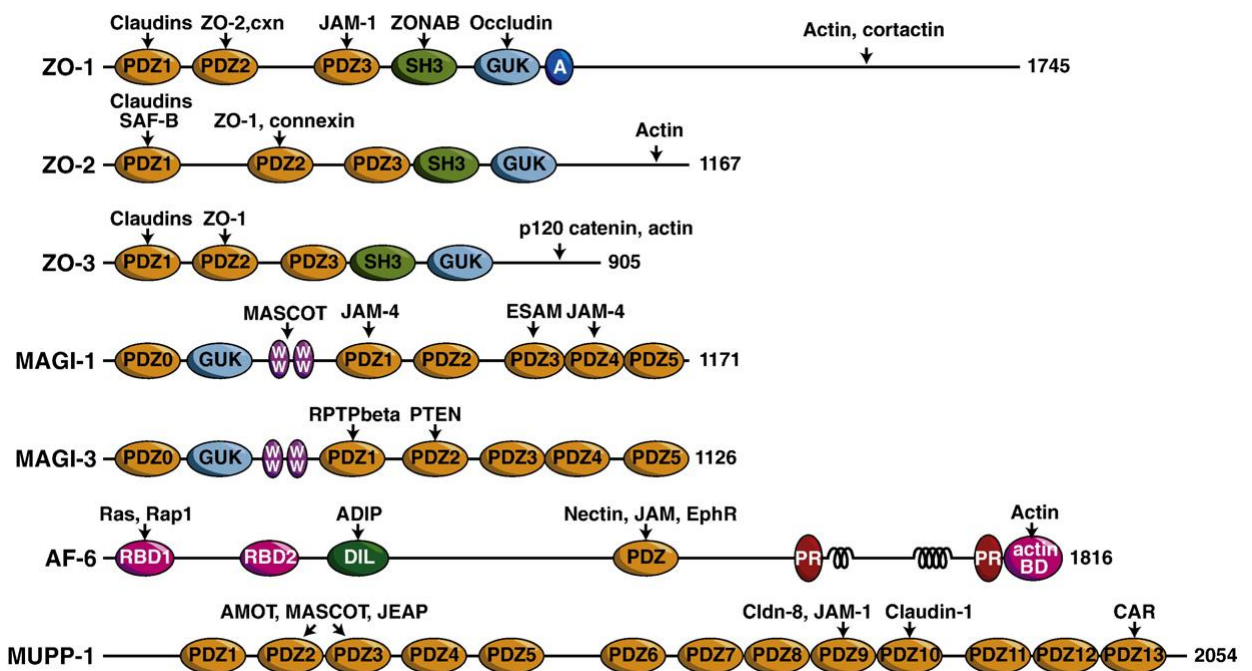 Claudins ZO-2,cxn JAM-1 ZONAB Occludin Actin, cortactin
ZO-1 PDZ1 PDZ2 PDZ3 SH3 GUK A 1745
Claudins
SAF-B ZO-1, connexin Actin
ZO-2 PDZ1 PDZ2 PDZ3 SH3 GUK 1167
Claudins ZO-1 p120 catenin, actin
ZO-3 PDZ1 PDZ2 PDZ3 SH3 GUK 905
MASCOT JAM-4 ESAM JAM-4
MAGI-1 PDZ0 GUK WW WW PDZ1 PDZ2 PDZ3 PDZ4 PDZ5 1171
RPTPbeta PTEN
MAGI-3 PDZ0 GUK WW WW PDZ1 PDZ2 PDZ3 PDZ4 PDZ5 1126
Ras, Rap1 ADIP Nectin, JAM, EphR Actin
AF-6 RBD1 RBD2 DIL PDZ PR PR actin BD 1816
AMOT, MASCOT, JEAP Cldn-8, JAM-1 Claudin-1 CAR
MUPP-1 PDZ1 PDZ2 PDZ3 PDZ4 PDZ5 PDZ6 PDZ7 PDZ8 PDZ9 PDZ10 PDZ11 PDZ12 PDZ13 2054